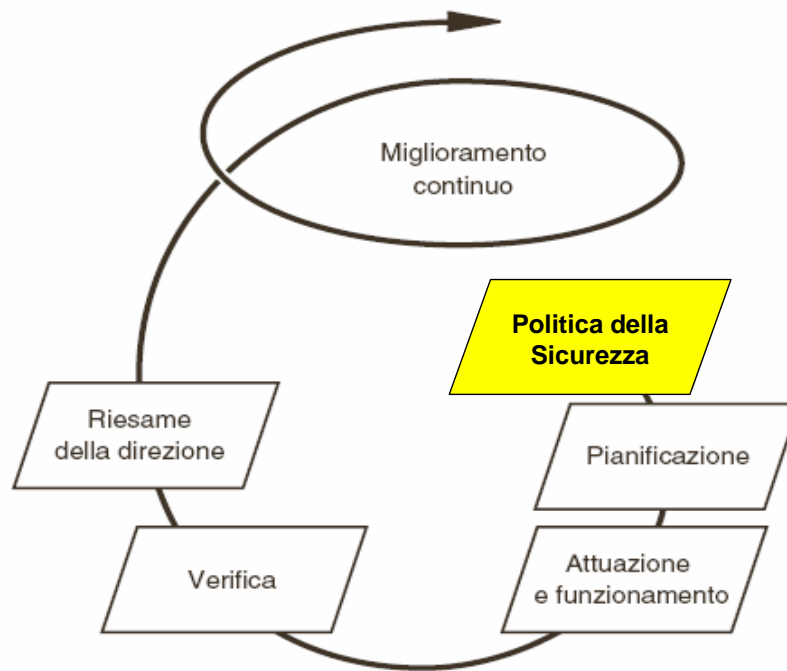 Miglioramento
continuo
Politica della
Sicurezza
Pianificazione
Attuazione
e funzionamento
Verifica
Riesame
della direzione